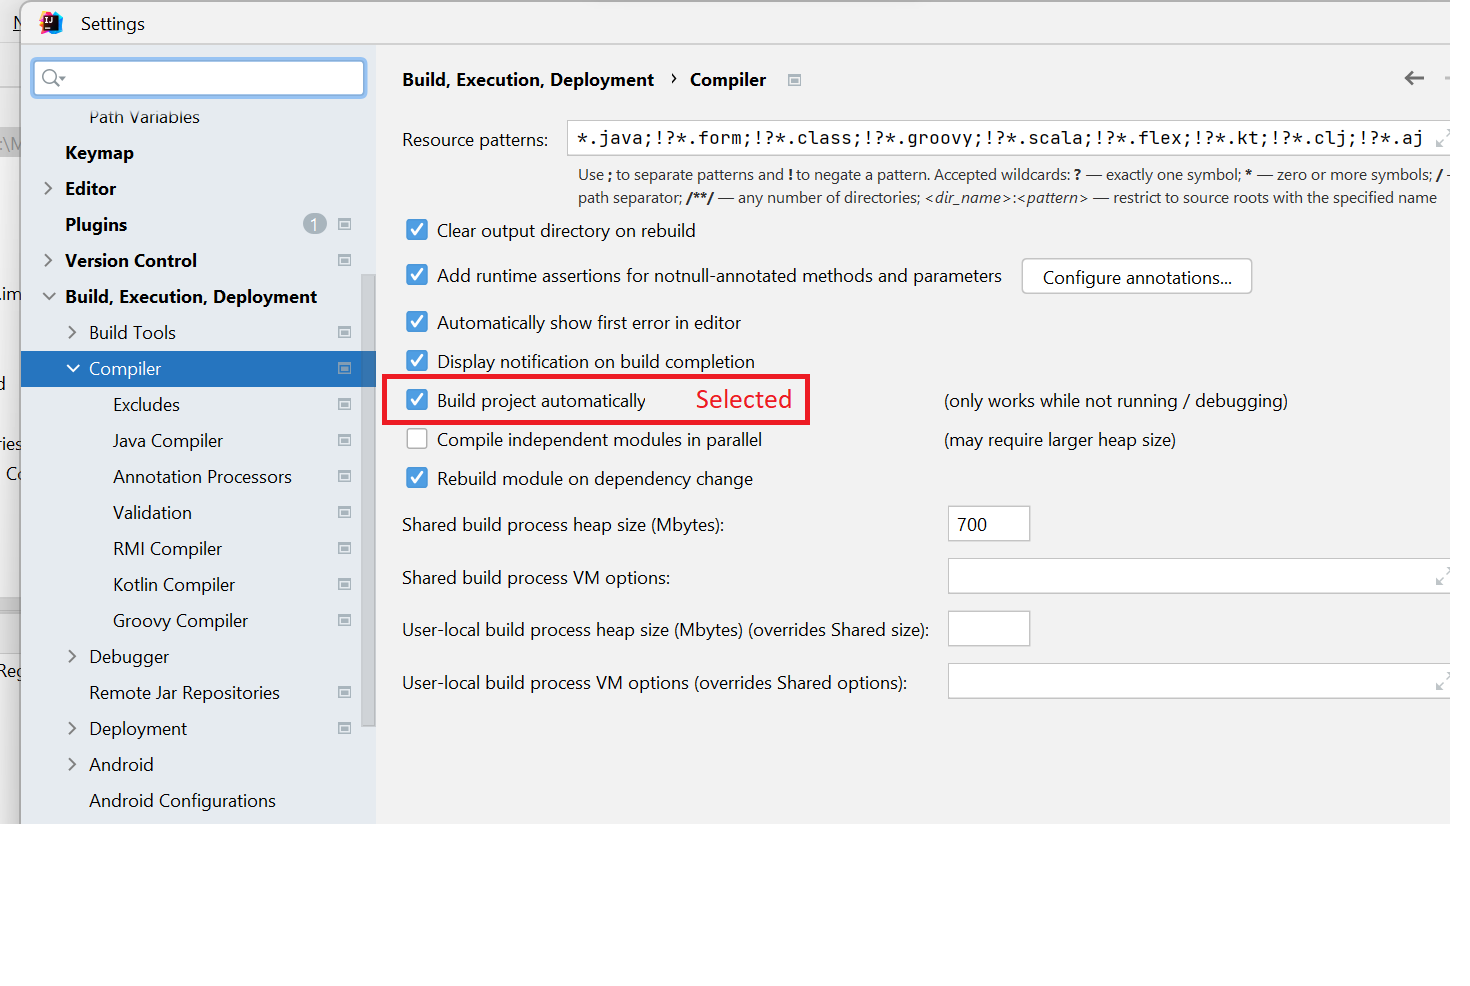 Settings
Build, Execution, Deployment › Compiler
Path Variables
Keymap
Editor
Plugins 1
Version Control
Build, Execution, Deployment
Build Tools
Compiler
Excludes
Java Compiler
Annotation Processors
Validation
RMI Compiler
Kotlin Compiler
Groovy Compiler
Debugger
Remote Jar Repositories
Deployment
Android
Android Configurations
Resource patterns: *.java;!?*.form;!?*.class;!?*.groovy;!?*.scala;!?*.flex;!?*.kt;!?*.clj;!?*.aj
Use ; to separate patterns and ! to negate a pattern. Accepted wildcards: ? — exactly one symbol; * — zero or more symbols; / -
path separator; /**/ — any number of directories; <dir_name>:<pattern> — restrict to source roots with the specified name
Clear output directory on rebuild
Add runtime assertions for notnull-annotated methods and parameters Configure annotations...
Automatically show first error in editor
Display notification on build completion
Build project automatically Selected (only works while not running / debugging)
Compile independent modules in parallel (may require larger heap size)
Rebuild module on dependency change
Shared build process heap size (Mbytes): 700
Shared build process VM options:
User-local build process heap size (Mbytes) (overrides Shared size):
User-local build process VM options (overrides Shared options):